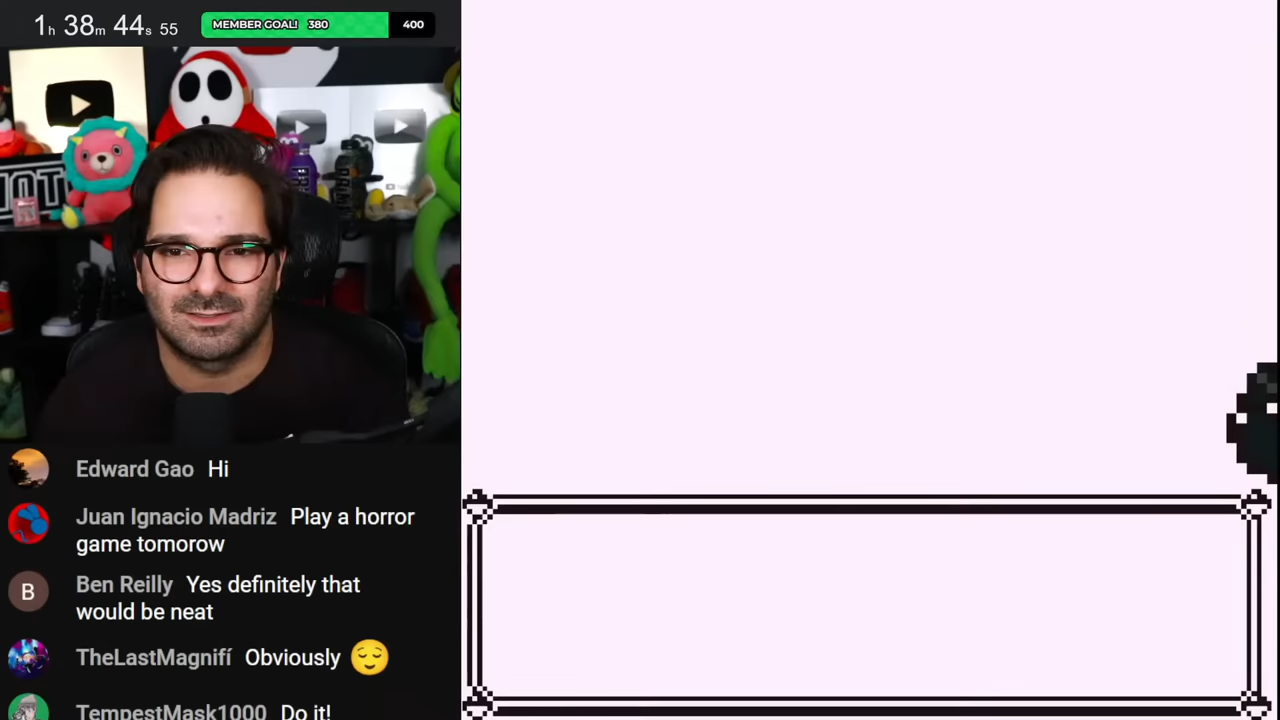 1h 38m 44s 55
MEMBER GOAL! 380
400
Edward Gao Hi
Juan Ignacio Madriz Play a horror
game tomorow
B
Ben Reilly Yes definitely that
would be neat
TheLastMagnifí Obviously 😌
TempestMask1000 Do it!